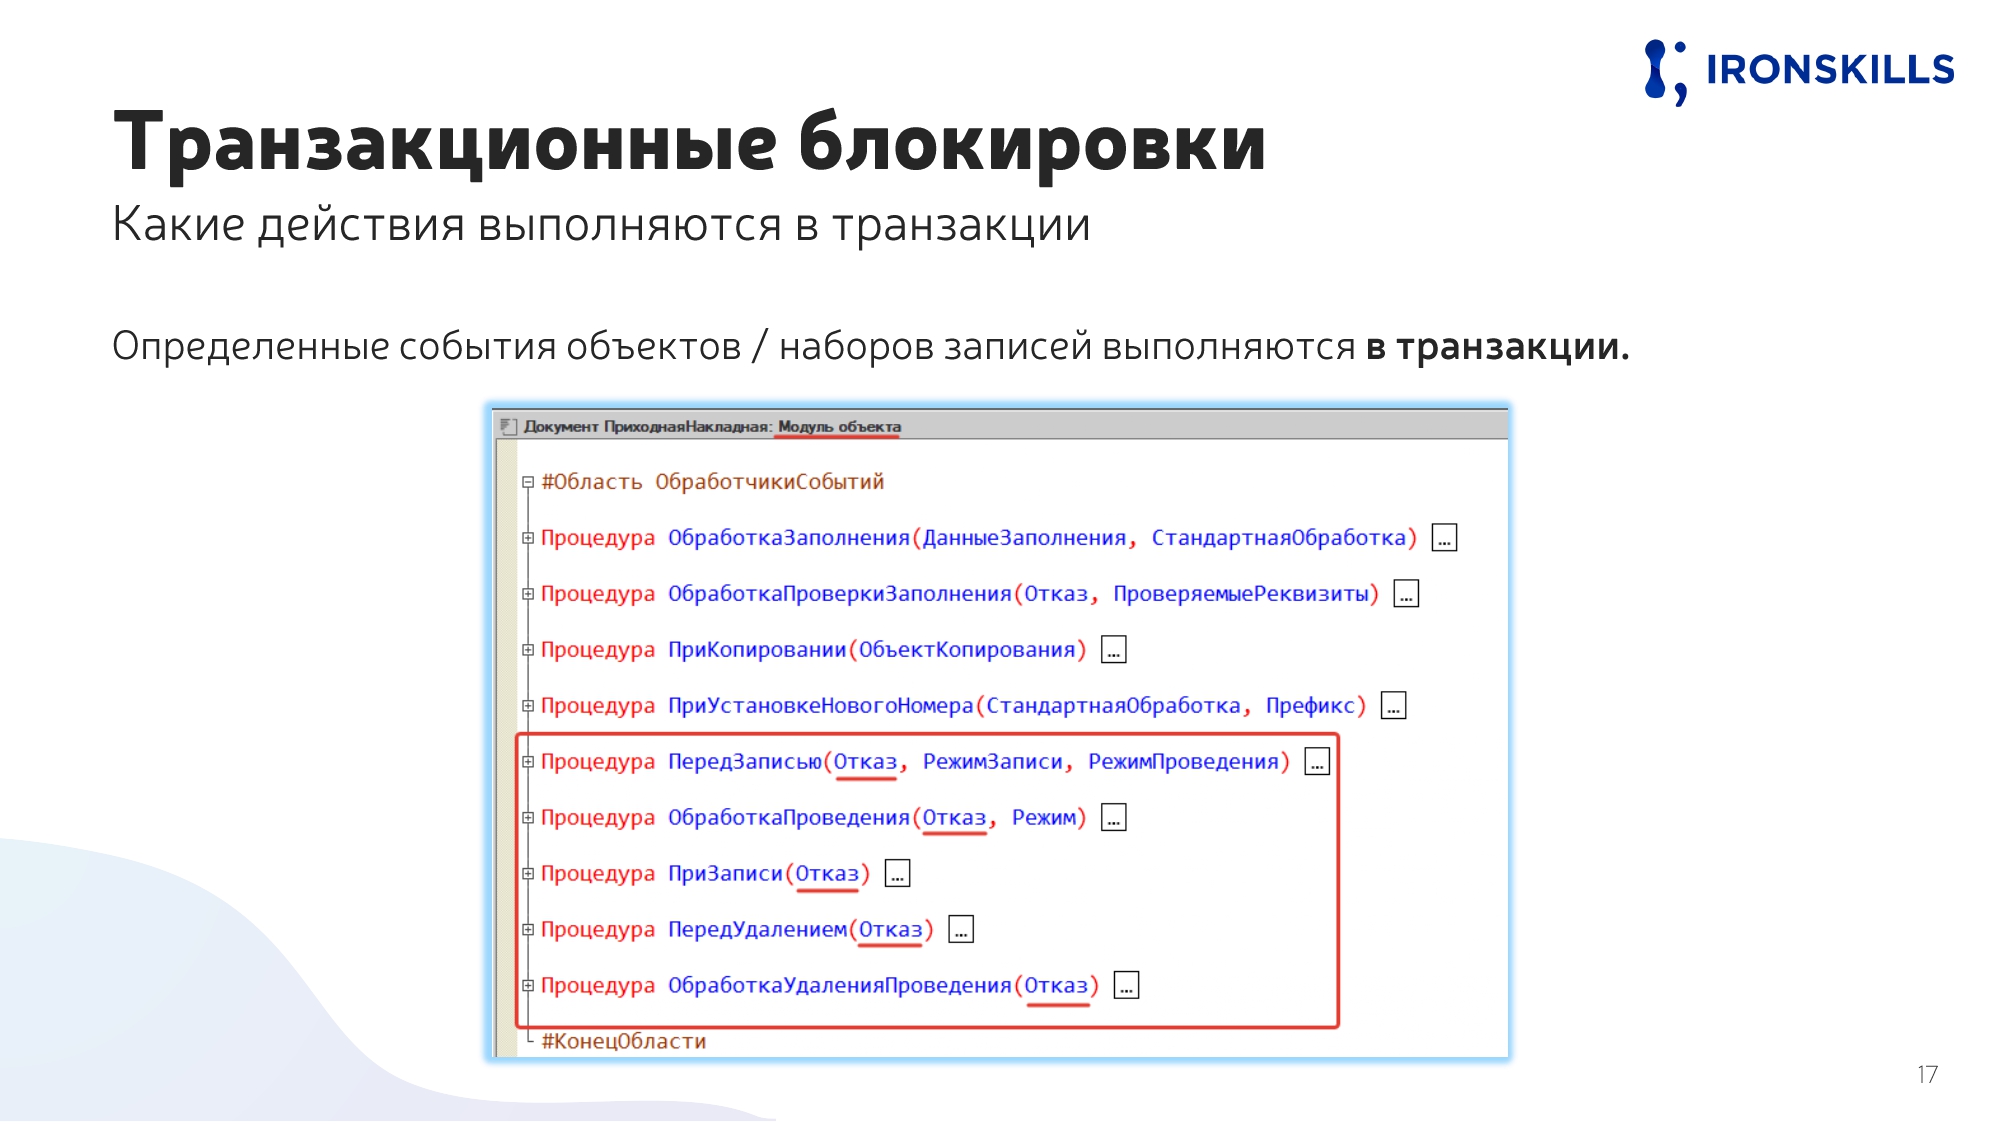 IRONSKILLS
Транзакционные блокировки
Какие действия выполняются в транзакции
Определенные события объектов / наборов записей выполняются в транзакции.
Документ ПриходнаяНакладная: Модуль объекта
#Область ОбработчикиСобытий
Процедура ОбработкаЗаполнения(ДанныеЗаполнения, СтандартнаяОбработка) ...
Процедура ОбработкаПроверкиЗаполнения(Отказ, ПроверяемыеРеквизиты) ...
Процедура ПриКопировании(ОбъектКопирования) ...
Процедура ПриУстановкеНовогоНомера(СтандартнаяОбработка, Префикс) ...
Процедура ПередЗаписью(Отказ, РежимЗаписи, РежимПроведения) ...
Процедура ОбработкаПроведения(Отказ, Режим) ...
Процедура ПриЗаписи(Отказ) ...
Процедура ПередУдалением(Отказ) ...
Процедура ОбработкаУдаленияПроведения(Отказ) ...
#КонецОбласти
17